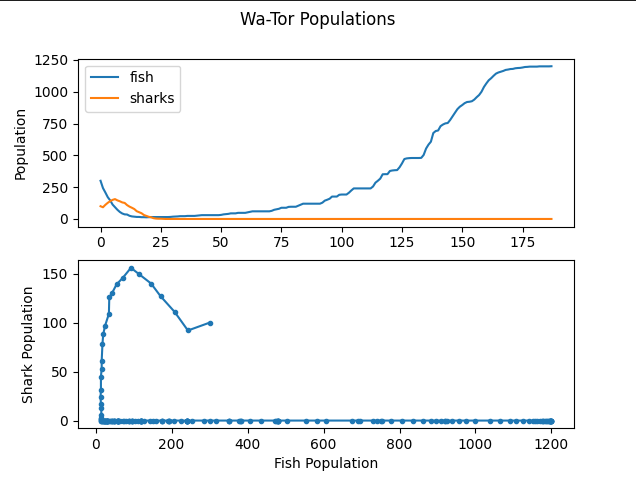 Wa-Tor Populations
Population
1250
1000
750
500
250
0
fish
sharks
0 25 50 75 100 125 150 175
Shark Population
150
100
50
0
0 200 400 600 800 1000 1200
Fish Population